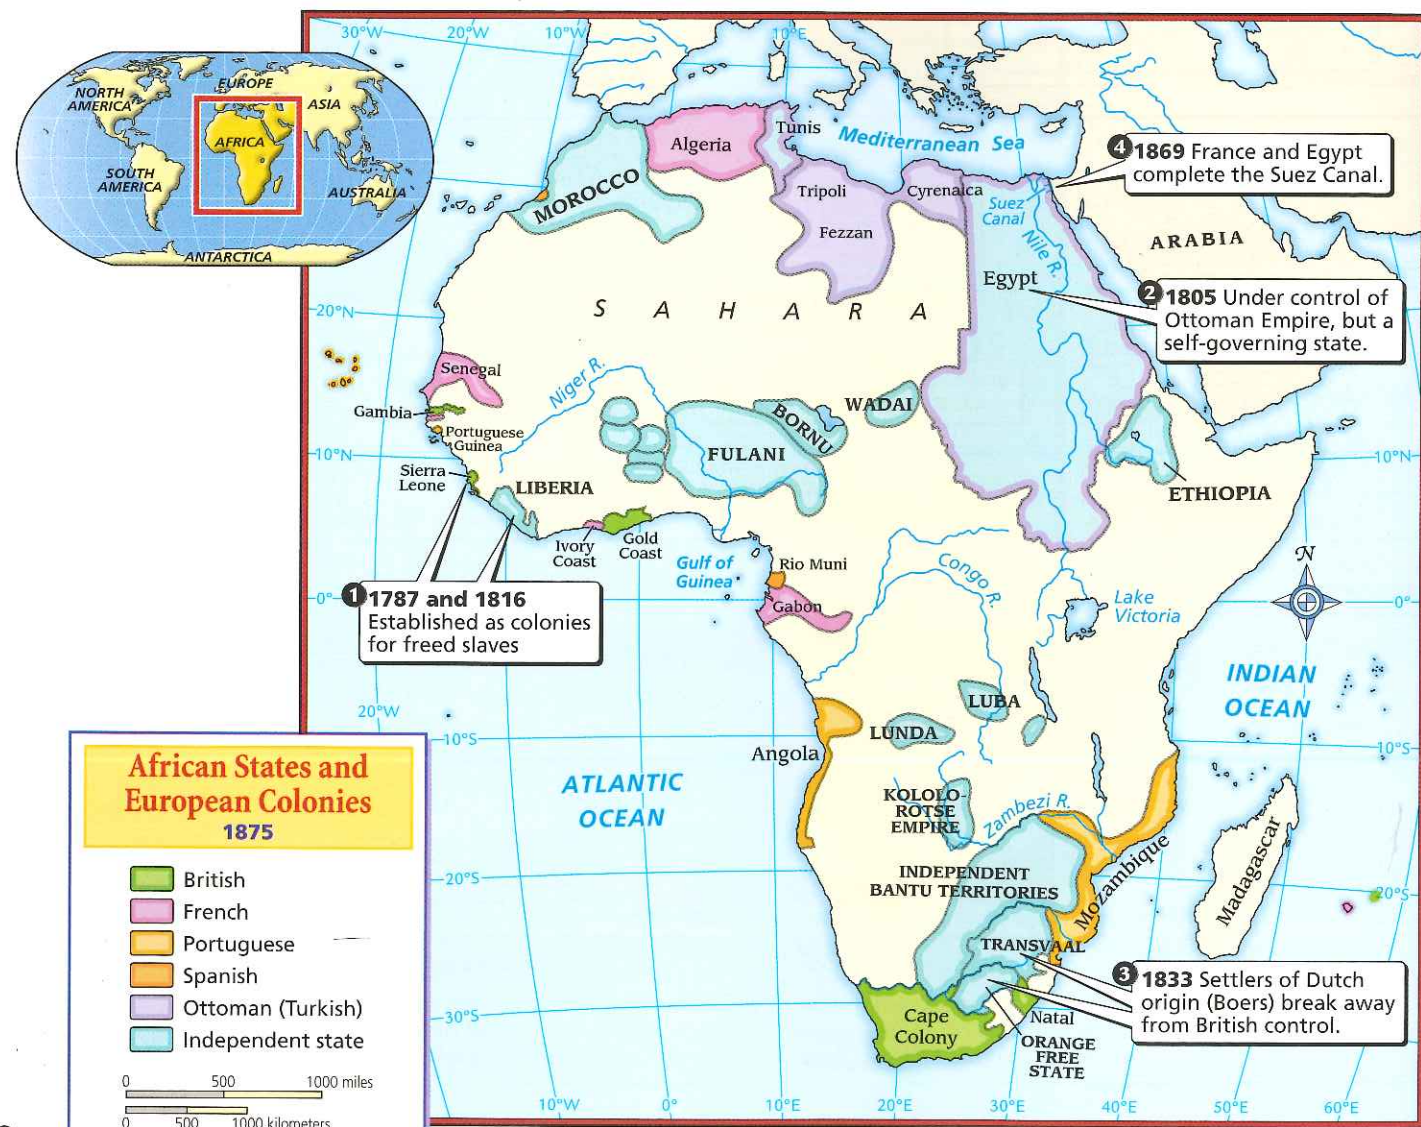 30°W
20°W
10°W
10°E
NORTH
AMERICA
EUROPE
ASIA
AFRICA
SOUTH
AMERICA
AUSTRALIA
ANTARCTICA
Mediterranean Sea
Tunis
Algeria
MOROCCO
Tripoli
Cyrenaica
Fezzan
Suez
Canal
Nile R.
Egypt
ARABIA
4 1869 France and Egypt
complete the Suez Canal.
2 1805 Under control of
Ottoman Empire, but a
self-governing state.
20°N
SAHARA
Senegal
Niger R.
Gambia
Portuguese
Guinea
WADAI
BORNU
FULANI
10°N
10°N
Sierra
Leone
LIBERIA
ETHIOPIA
Ivory
Coast
Gold
Coast
Gulf of
Guinea
Rio Muni
Gabon
Congo R.
Lake
Victoria
N
0°
0°
1 1787 and 1816
Established as colonies
for freed slaves
INDIAN
OCEAN
20°W
LUBA
LUNDA
10°S
10°S
Angola
ATLANTIC
OCEAN
KOLOLO-
ROTSE
EMPIRE
Zambezi R.
Mozambique
Madagascar
INDEPENDENT
BANTU TERRITORIES
20°S
20°S
TRANSVAAL
3 1833 Settlers of Dutch
origin (Boers) break away
from British control.
30°S
Cape
Colony
Natal
ORANGE
FREE
STATE
10°W
0°
10°E
20°E
30°E
40°E
50°E
60°E
African States and
European Colonies
1875
British
French
Portuguese
Spanish
Ottoman (Turkish)
Independent state
0 500 1000 miles
0 500 1000 kilometers